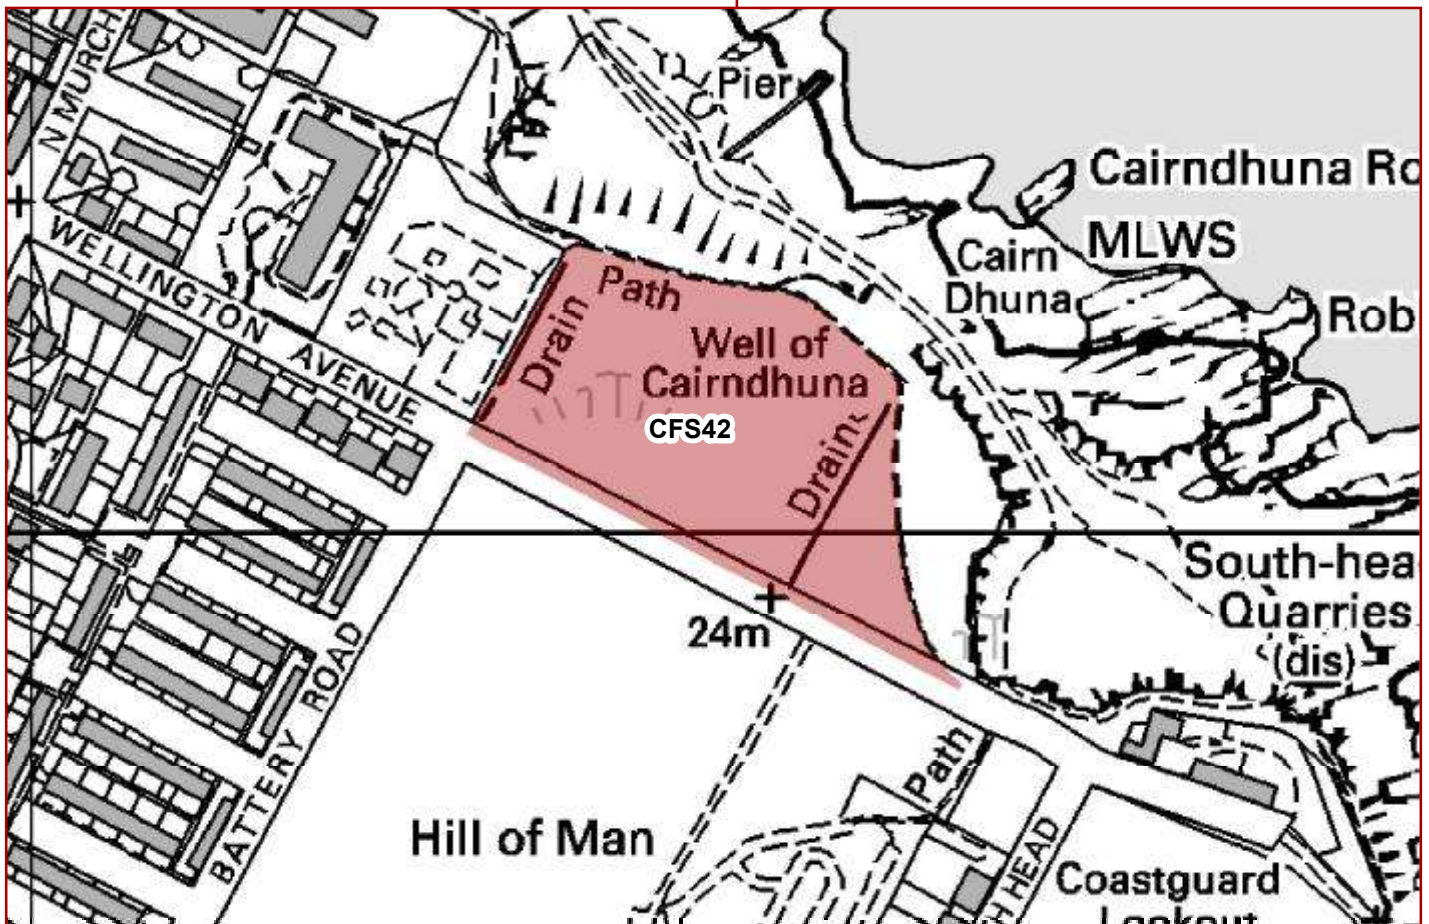 N MURCH
Pier
Cairndhuna Ro
MLWS
Cairn
Dhuna
Rob
WELLINGTON AVENUE
Path
Drain
Well of
Cairndhuna
CFS42
Drain
24m
South-hea
Quarries
(dis)
BATTERY ROAD
Path
Hill of Man
H HEAD
Coastguard
Lookout